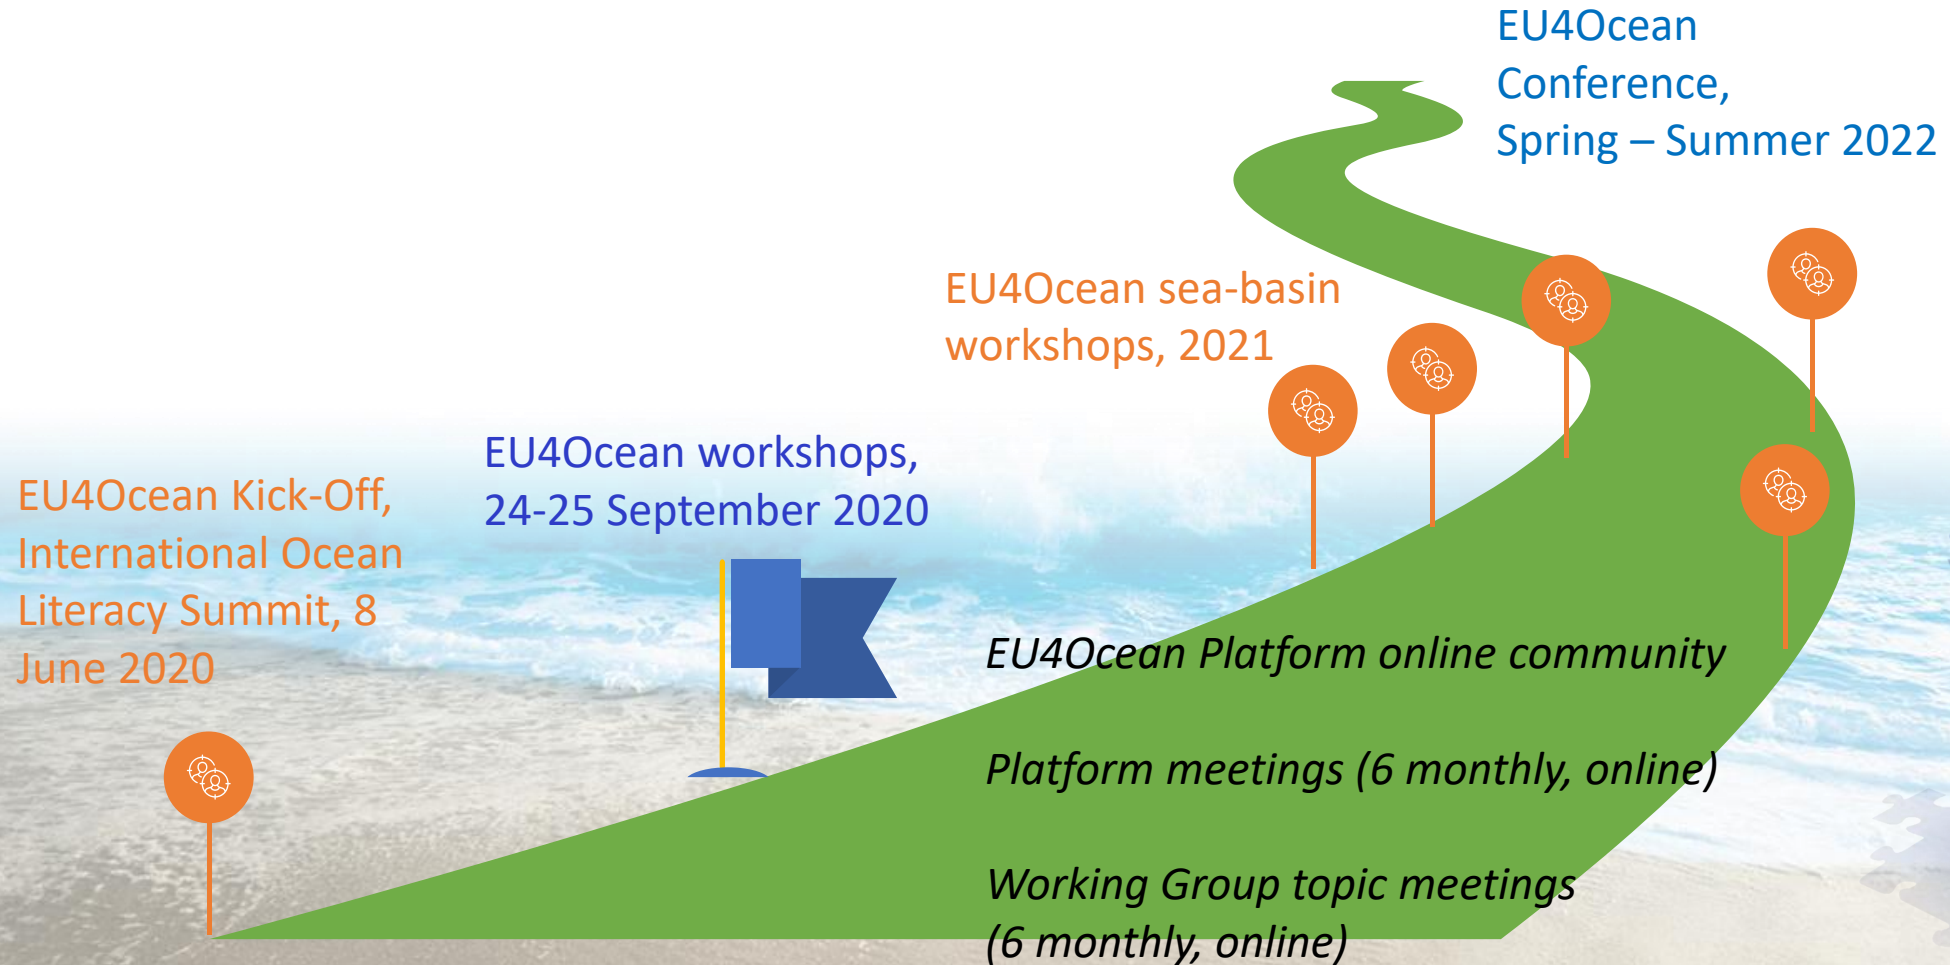 EU4Ocean
Conference,
Spring – Summer 2022
EU4Ocean sea-basin
workshops, 2021
EU4Ocean workshops,
24-25 September 2020
EU4Ocean Kick-Off,
International Ocean
Literacy Summit, 8
June 2020
EU4Ocean Platform online community
Platform meetings (6 monthly, online)
Working Group topic meetings
(6 monthly, online)